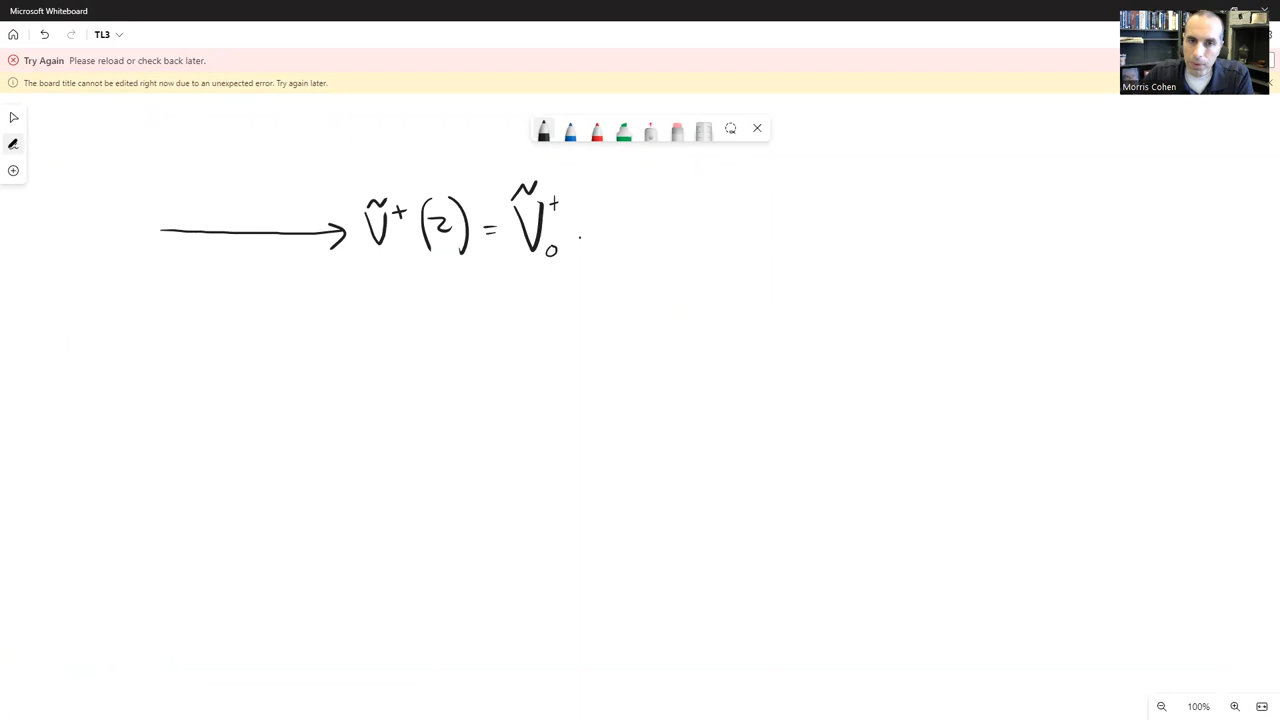 Microsoft Whiteboard
TL3
Try Again Please reload or check back later.
The board title cannot be edited right now due to an unexpected error. Try again later.
Morris Cohen
Ṽ⁺(z) = Ṽ₀⁺
100%